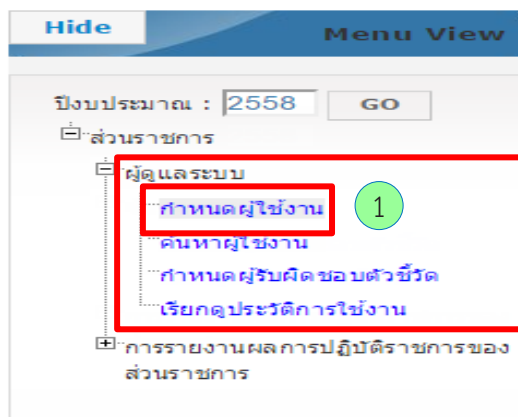 Hide Menu View
ปีงบประมาณ : 2558 GO
ส่วนราชการ
ผู้ดูแลระบบ
กำหนดผู้ใช้งาน 1
ค้นหาผู้ใช้งาน
กำหนดผู้รับผิดชอบตัวชี้วัด
เรียกดูประวัติการใช้งาน
การรายงานผลการปฏิบัติราชการของ
ส่วนราชการ